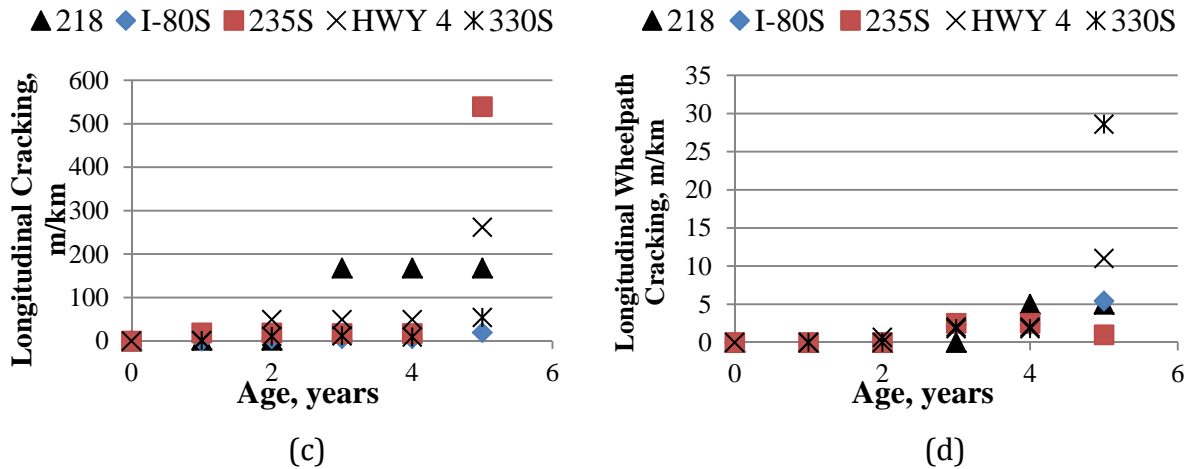 218 I-80S 235S HWY 4 330S
Longitudinal Cracking,
m/km
600
500
400
300
200
100
0
0 2 4 6
Age, years
(c)
218 I-80S 235S HWY 4 330S
Longitudinal Wheelpath
Cracking, m/km
35
30
25
20
15
10
5
0
0 2 4 6
Age, years
(d)